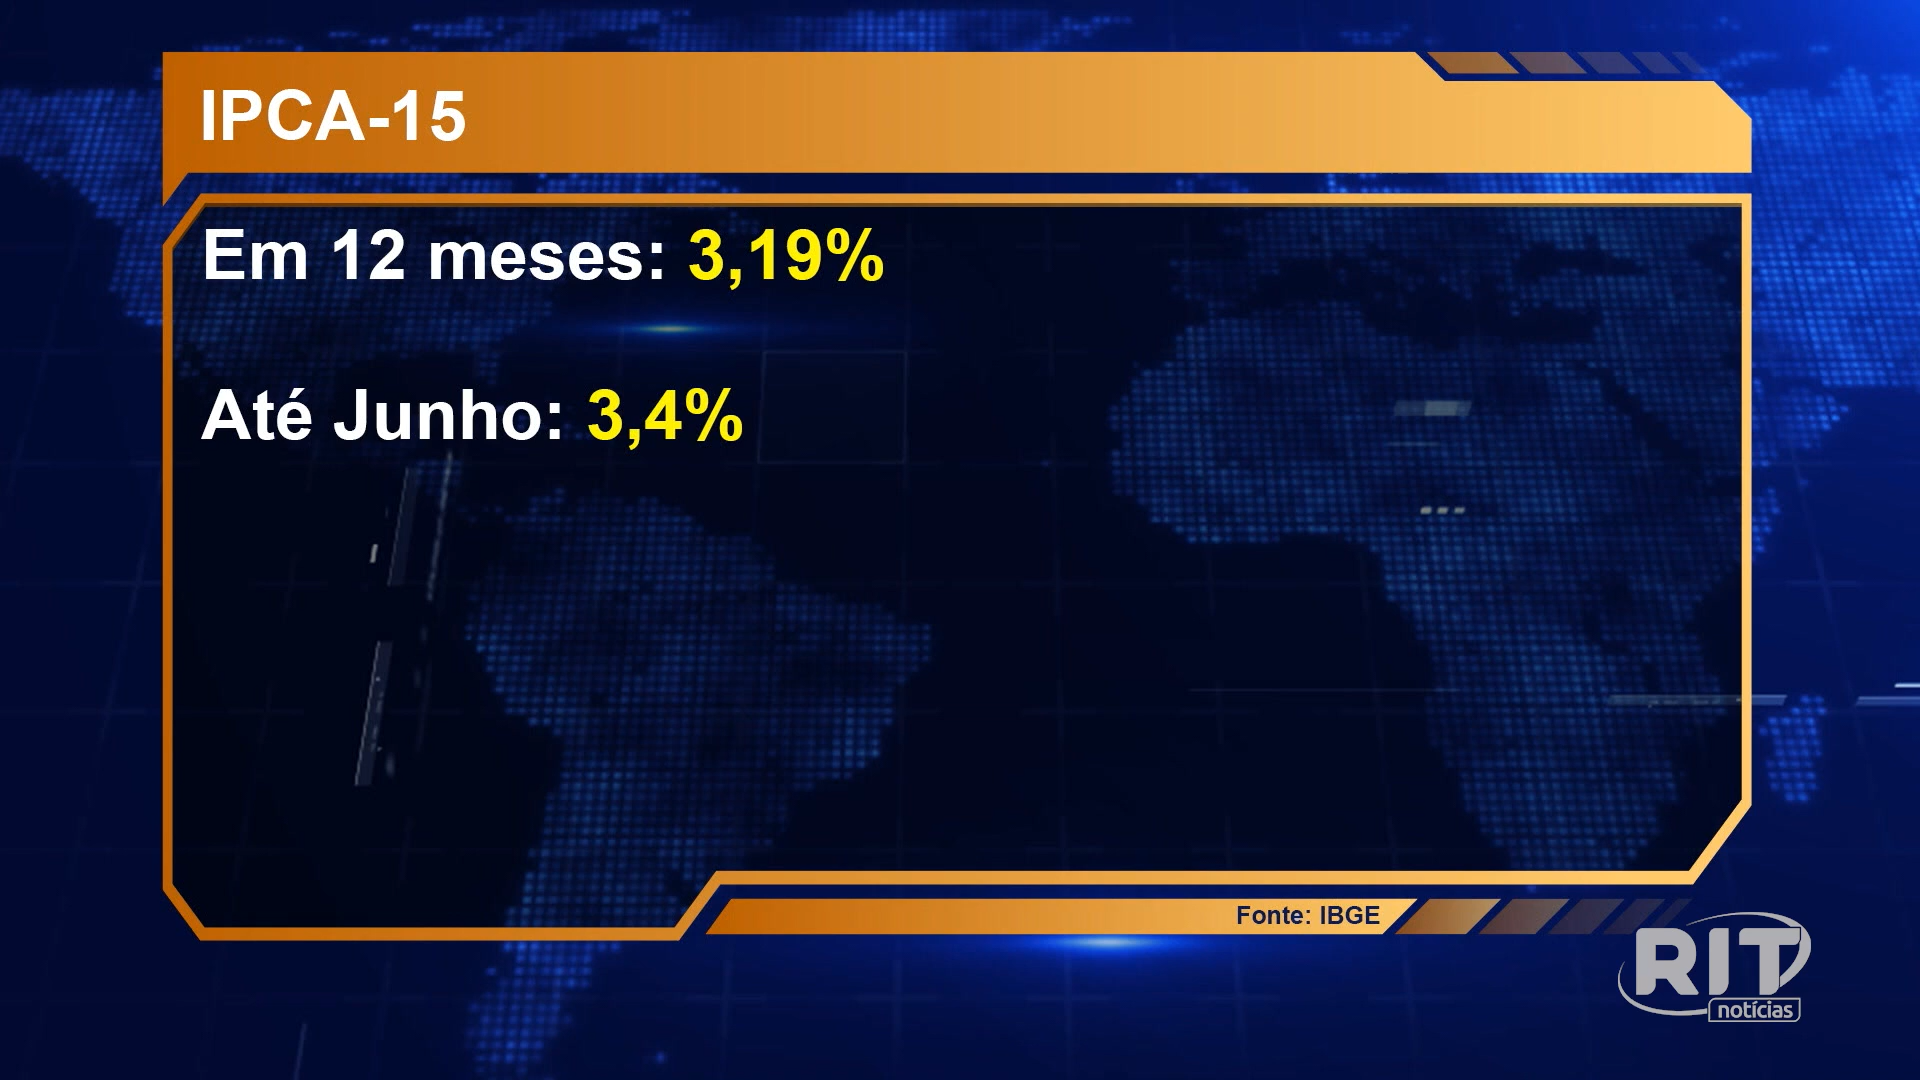 IPCA-15
Em 12 meses: 3,19%
Até Junho: 3,4%
Fonte: IBGE
RIT
notícias